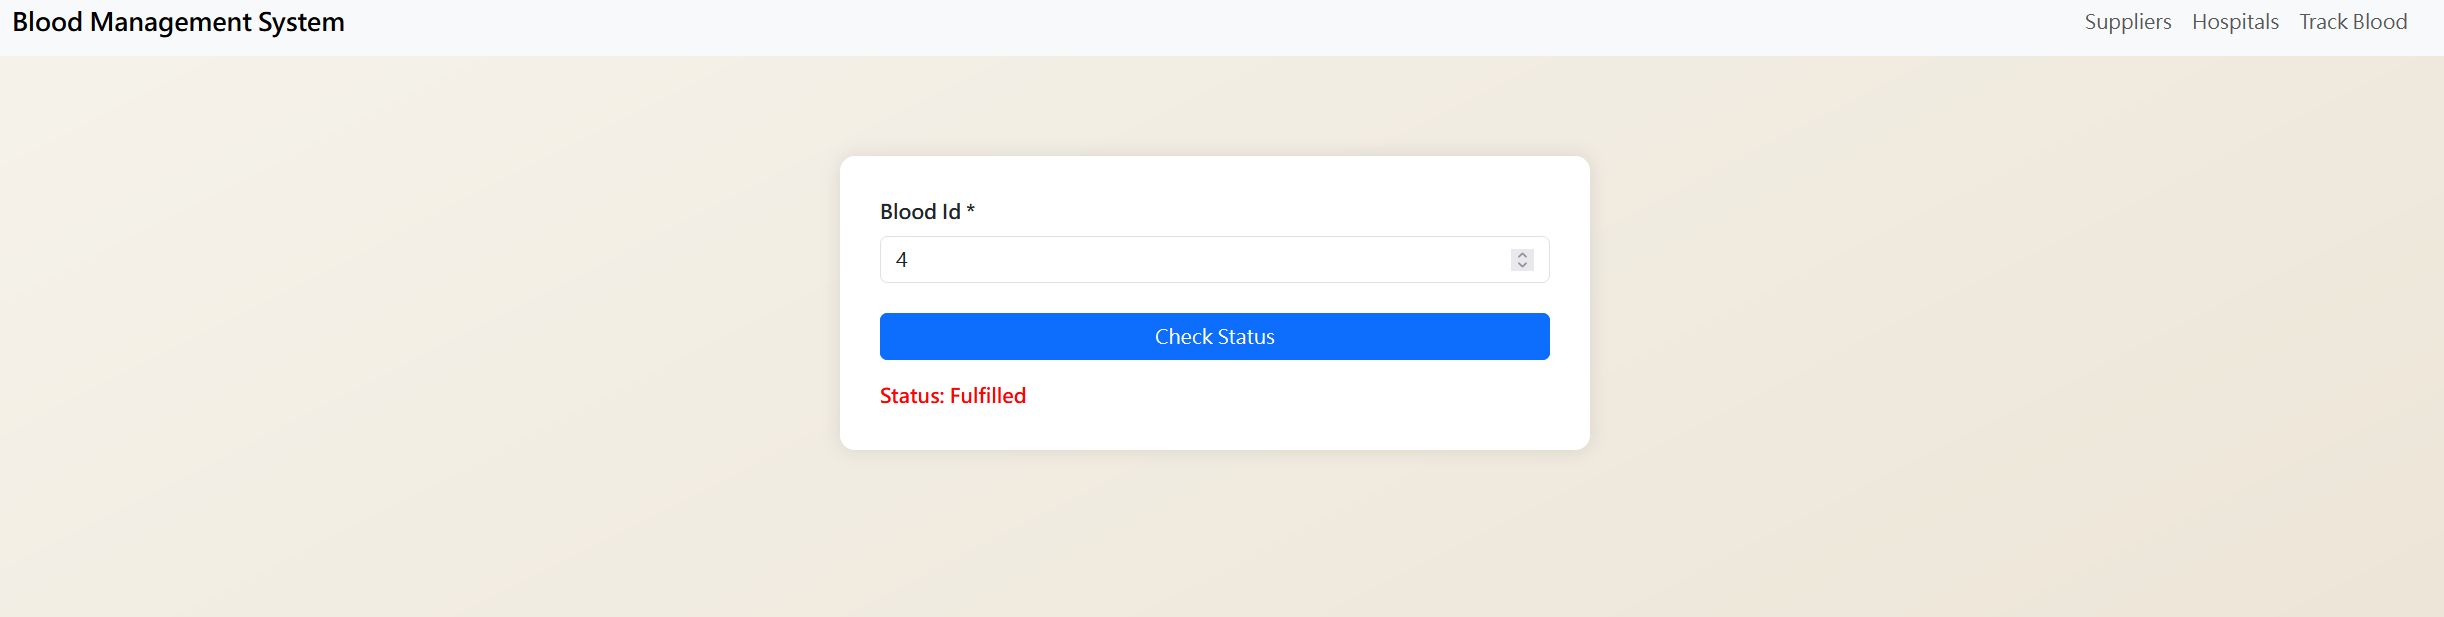 Blood Management System
Suppliers Hospitals Track Blood
Blood Id *
4
Check Status
Status: Fulfilled